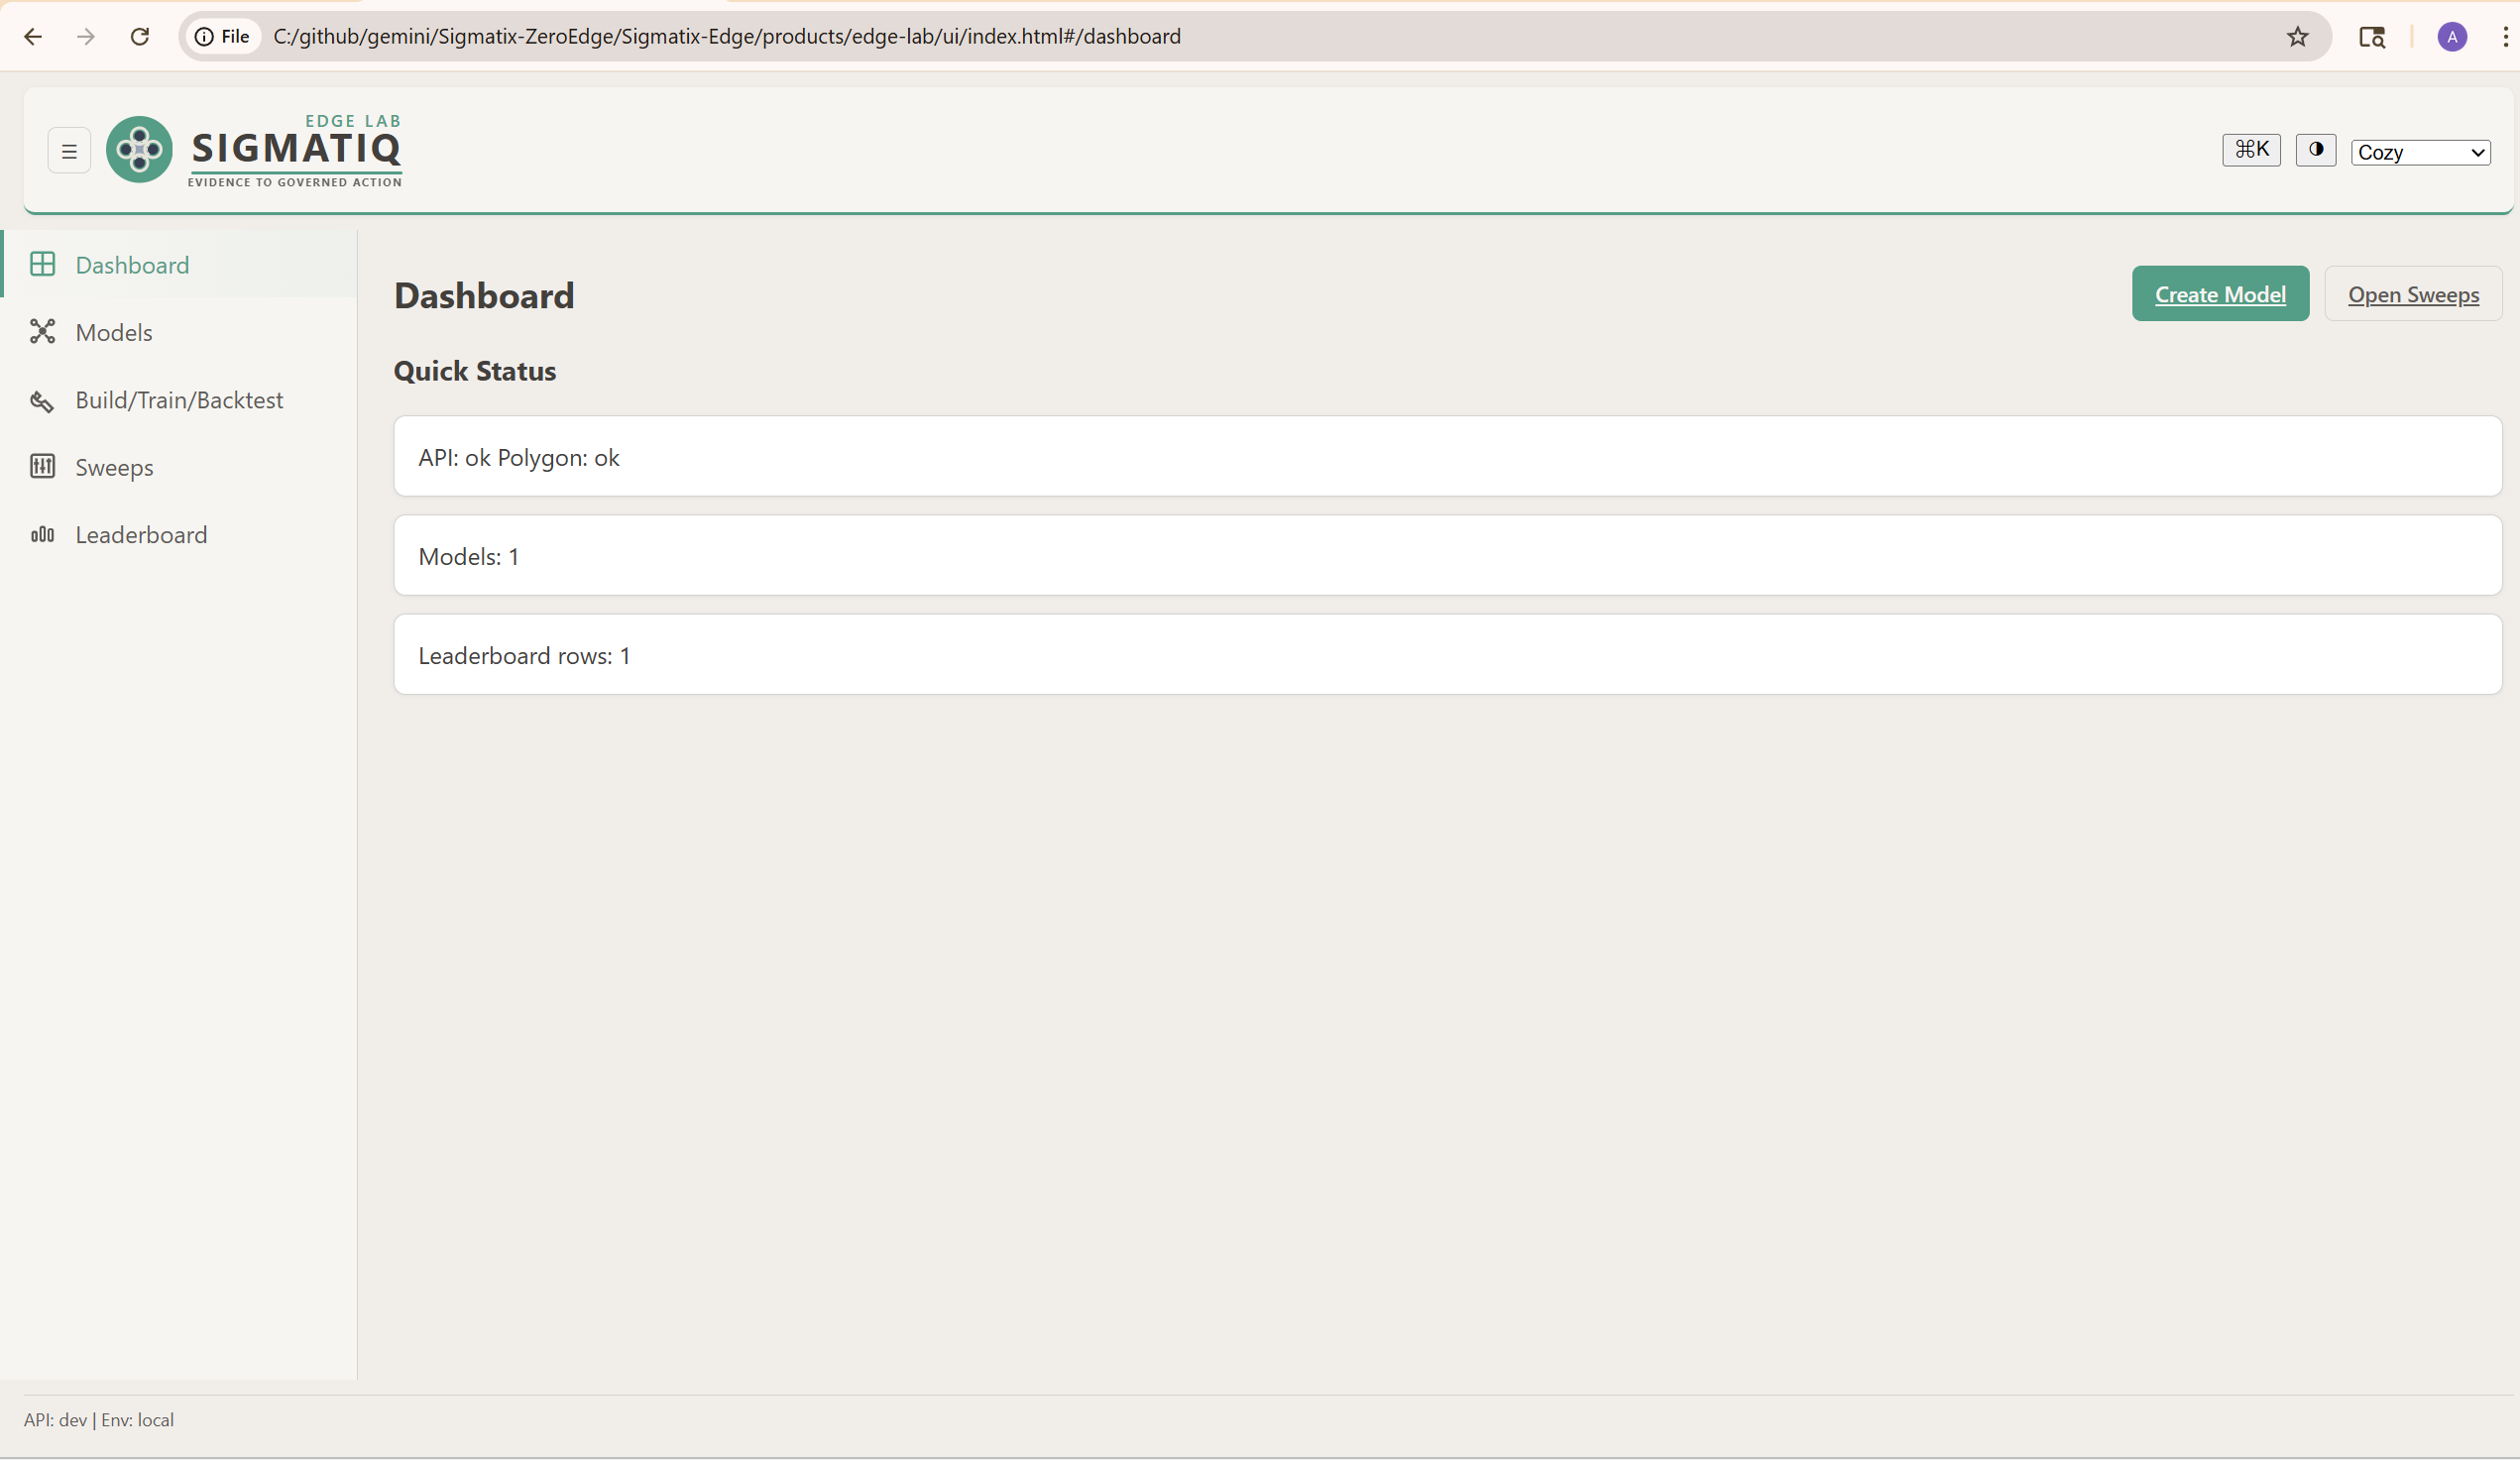 File C:/github/gemini/Sigmatix-ZeroEdge/Sigmatix-Edge/products/edge-lab/ui/index.html#/dashboard
A
EDGE LAB
SIGMATIQ
EVIDENCE TO GOVERNED ACTION
⌘K
Cozy
Dashboard
Models
Build/Train/Backtest
Sweeps
Leaderboard
Dashboard
Create Model
Open Sweeps
Quick Status
API: ok Polygon: ok
Models: 1
Leaderboard rows: 1
API: dev | Env: local